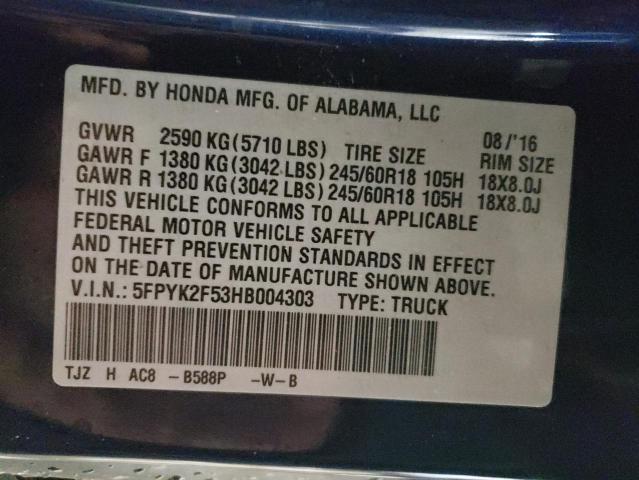 MFD. BY HONDA MFG. OF ALABAMA, LLC
08/'16
GVWR 2590 KG(5710 LBS) TIRE SIZE RIM SIZE
GAWR F 1380 KG(3042 LBS) 245/60R18 105H 18X8.0J
GAWR R 1380 KG(3042 LBS) 245/60R18 105H 18X8.0J
THIS VEHICLE CONFORMS TO ALL APPLICABLE
FEDERAL MOTOR VEHICLE SAFETY
AND THEFT PREVENTION STANDARDS IN EFFECT
ON THE DATE OF MANUFACTURE SHOWN ABOVE.
V.I.N.: 5FPYK2F53HB004303 TYPE: TRUCK
TJZ H AC8 -B588P -W-B